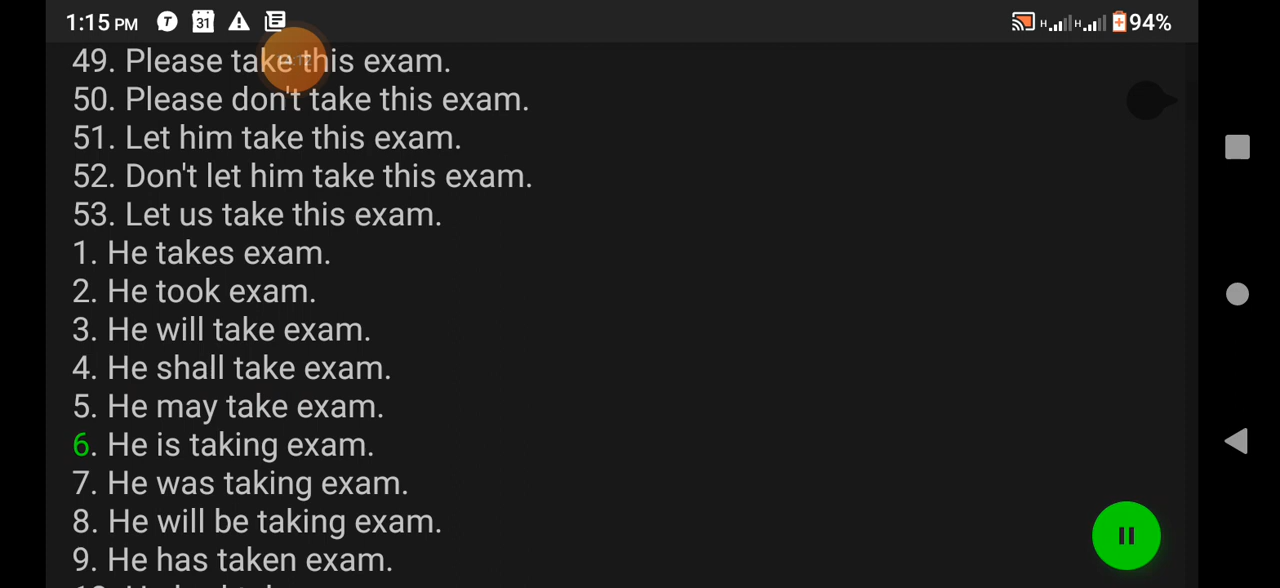 1:15 PM T 31 H H 94%
49. Please take this exam.
50. Please don't take this exam.
51. Let him take this exam.
52. Don't let him take this exam.
53. Let us take this exam.
1. He takes exam.
2. He took exam.
3. He will take exam.
4. He shall take exam.
5. He may take exam.
6. He is taking exam.
7. He was taking exam.
8. He will be taking exam.
9. He has taken exam.